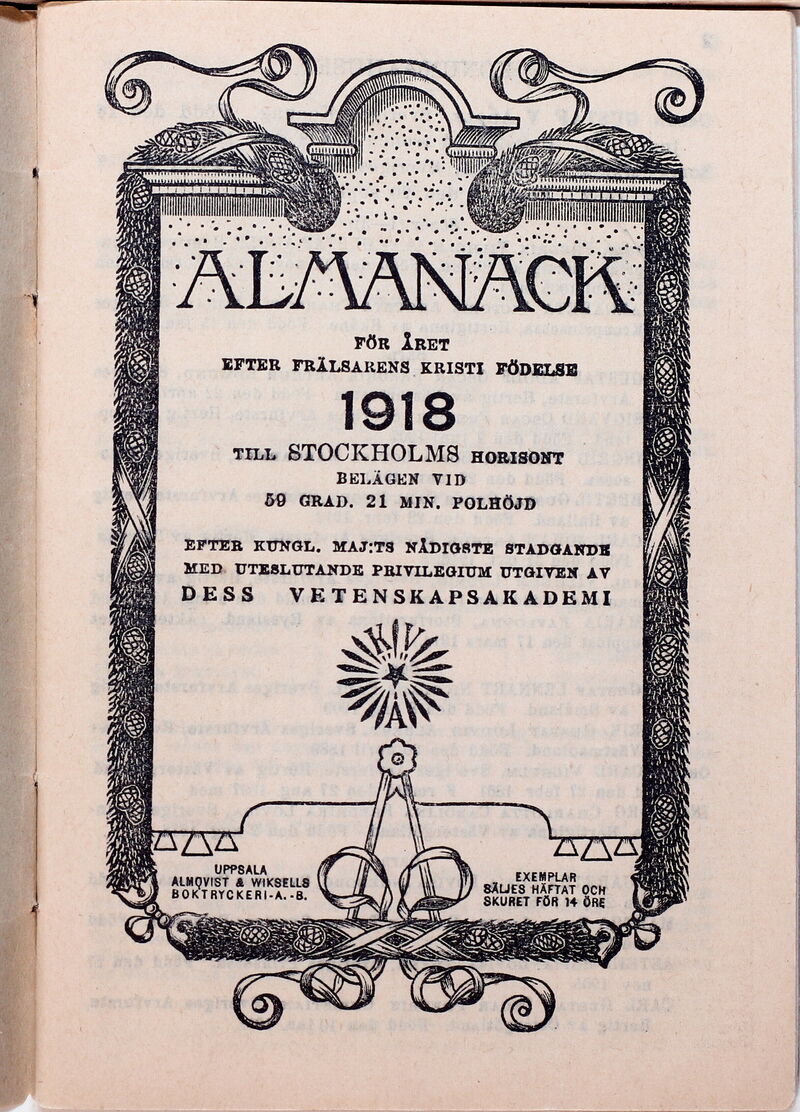 ALMANACK
FÖR ÅRET
EFTER FRÄLSARENS KRISTI FÖDELSE
1918
TILL STOCKHOLMS HORISONT
BELÄGEN VID
59 GRAD. 21 MIN. POLHÖJD
EFTER KUNGL. MAJ:TS NÅDIGSTE STADGANDE
MED UTESLUTANDE PRIVILEGIUM UTGIVEN AV
DESS VETENSKAPSAKADEMI
K V
A
UPPSALA
ALMQVIST & WIKSELLS
BOKTRYCKERI-A.-B.
EXEMPLAR
SÄLJES HÄFTAT OCH
SKURET FÖR 14 ÖRE